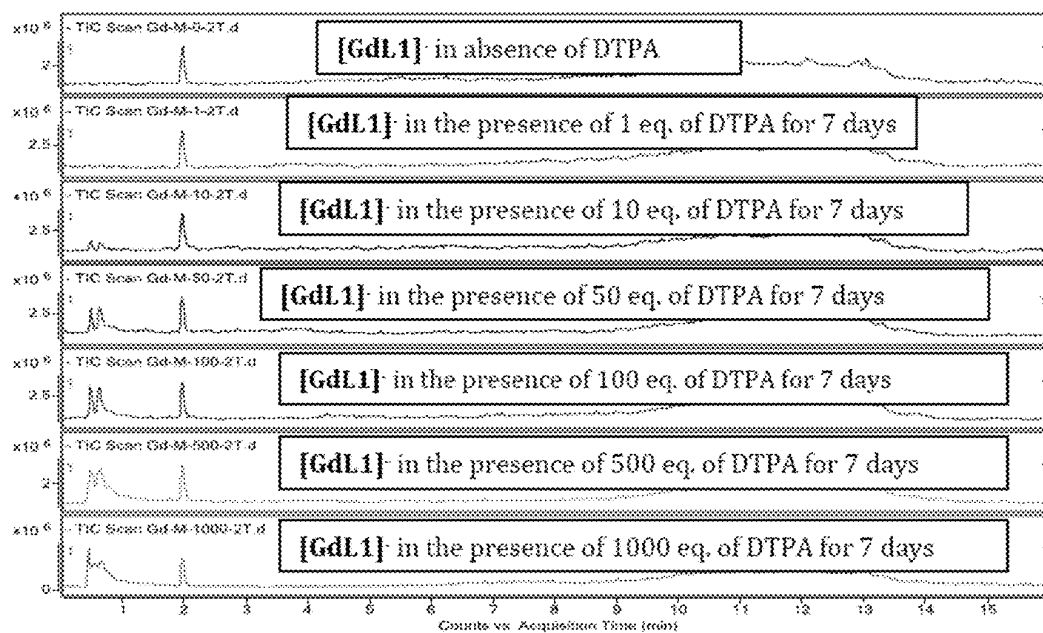 x10 6 - TIC Scan Gd-M-0-2T.d
1
2
[GdL1]- in absence of DTPA
x10 6 - TIC Scan Gd-M-1-2T.d
1
2.5
[GdL1]- in the presence of 1 eq. of DTPA for 7 days
x10 6 - TIC Scan Gd-M-10-2T.d
1
2.5
[GdL1]- in the presence of 10 eq. of DTPA for 7 days
x10 6 - TIC Scan Gd-M-50-2T.d
1
2.5
[GdL1]- in the presence of 50 eq. of DTPA for 7 days
x10 6 - TIC Scan Gd-M-100-2T.d
1
2.5
[GdL1]- in the presence of 100 eq. of DTPA for 7 days
x10 6 - TIC Scan Gd-M-500-2T.d
1
2
[GdL1]- in the presence of 500 eq. of DTPA for 7 days
x10 6 - TIC Scan Gd-M-1000-2T.d
1
0
[GdL1]- in the presence of 1000 eq. of DTPA for 7 days
1 2 3 4 5 6 7 8 9 10 11 12 13 14 15
Counts vs. Acquisition Time (min)